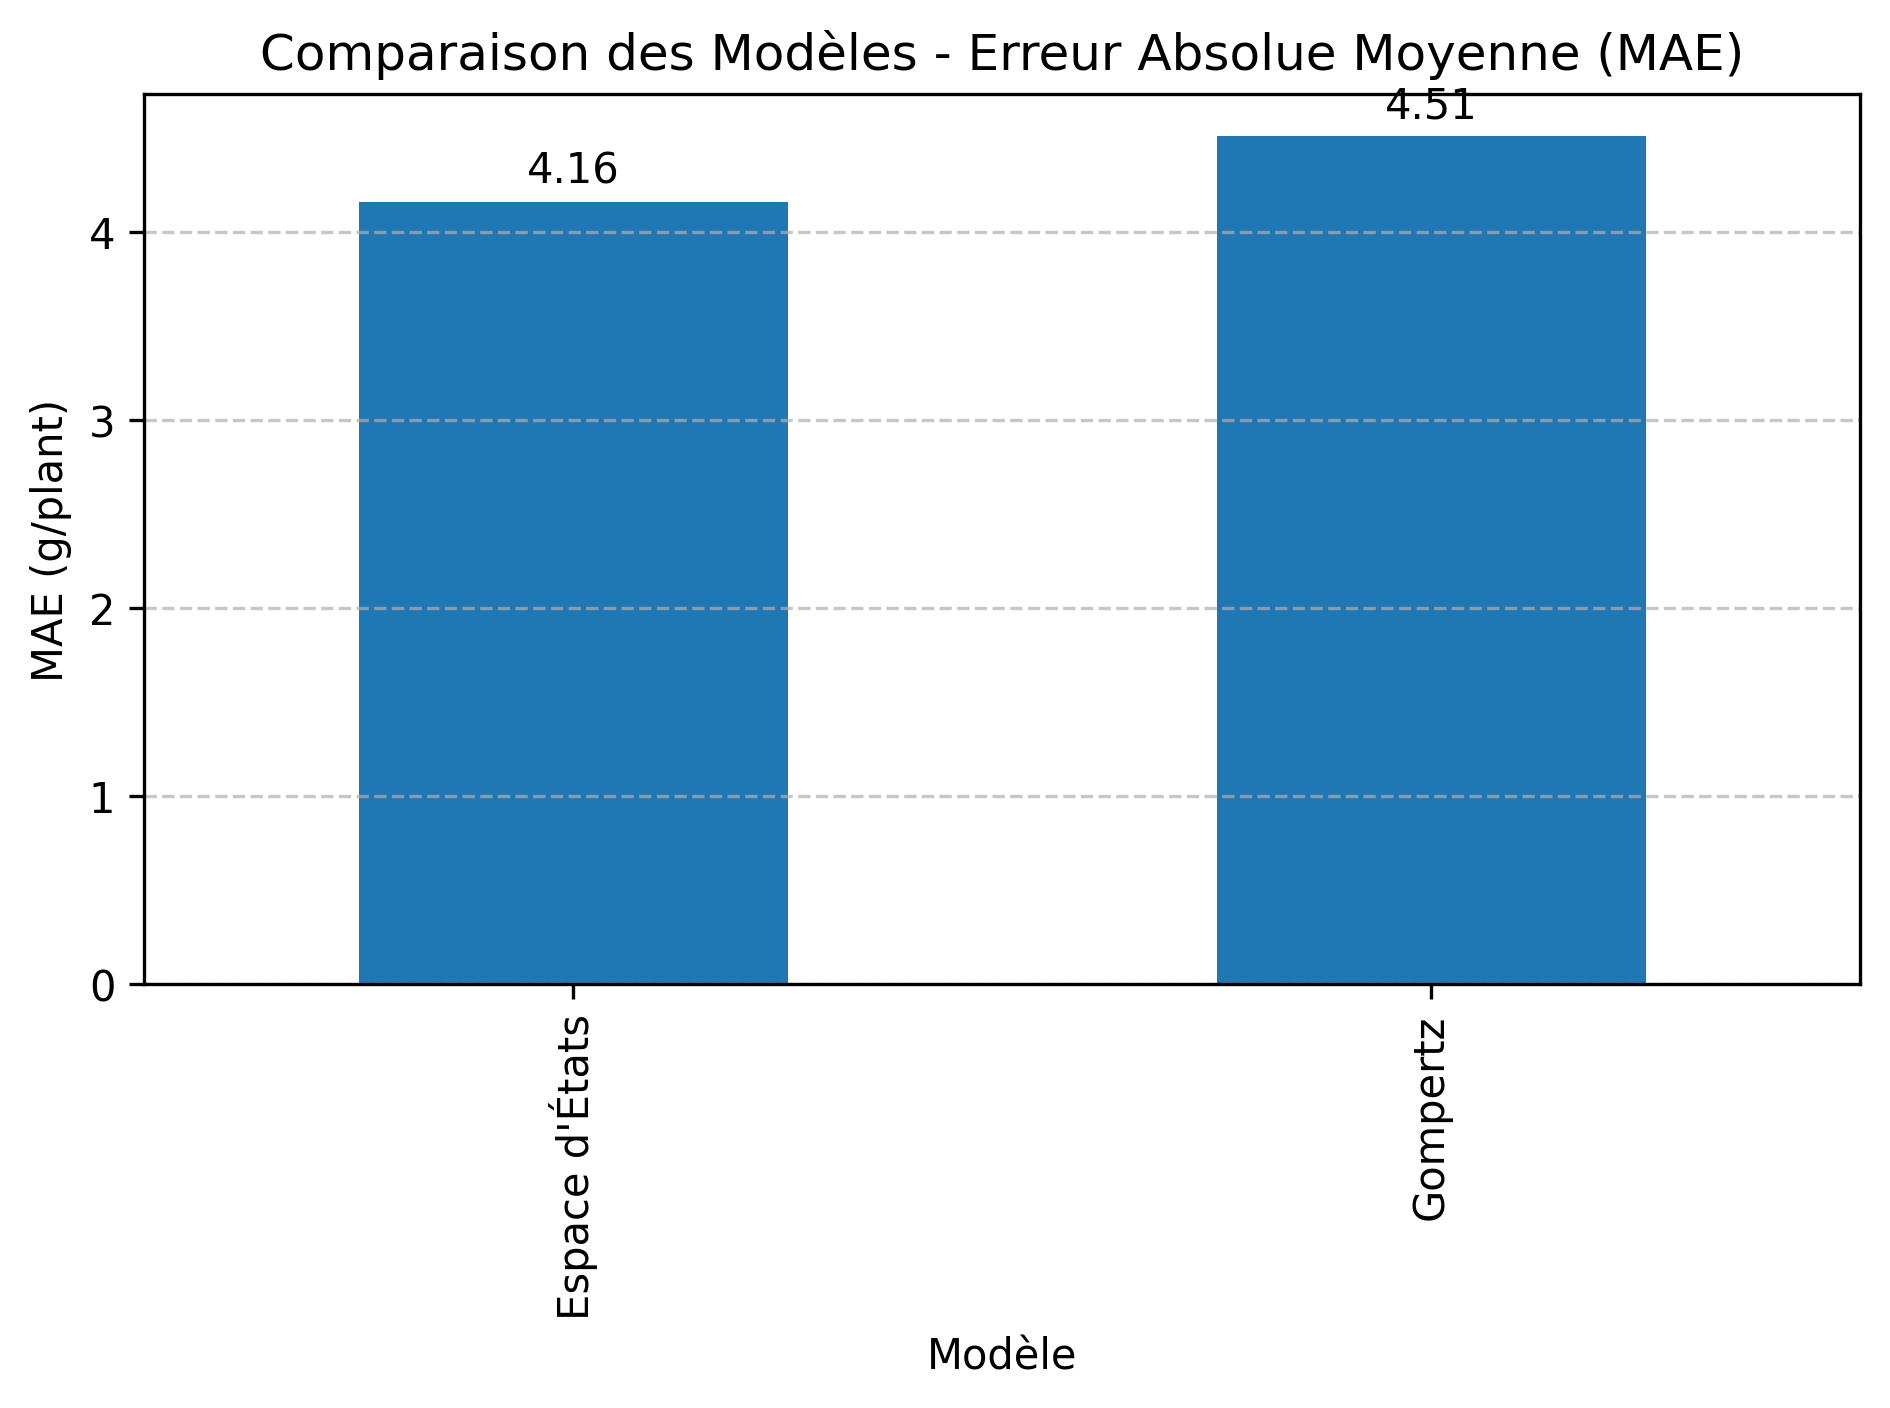 Comparaison des Modèles - Erreur Absolue Moyenne (MAE)
4.51
4.16
4
3
2
1
0
MAE (g/plant)
Espace d'États
Gompertz
Modèle